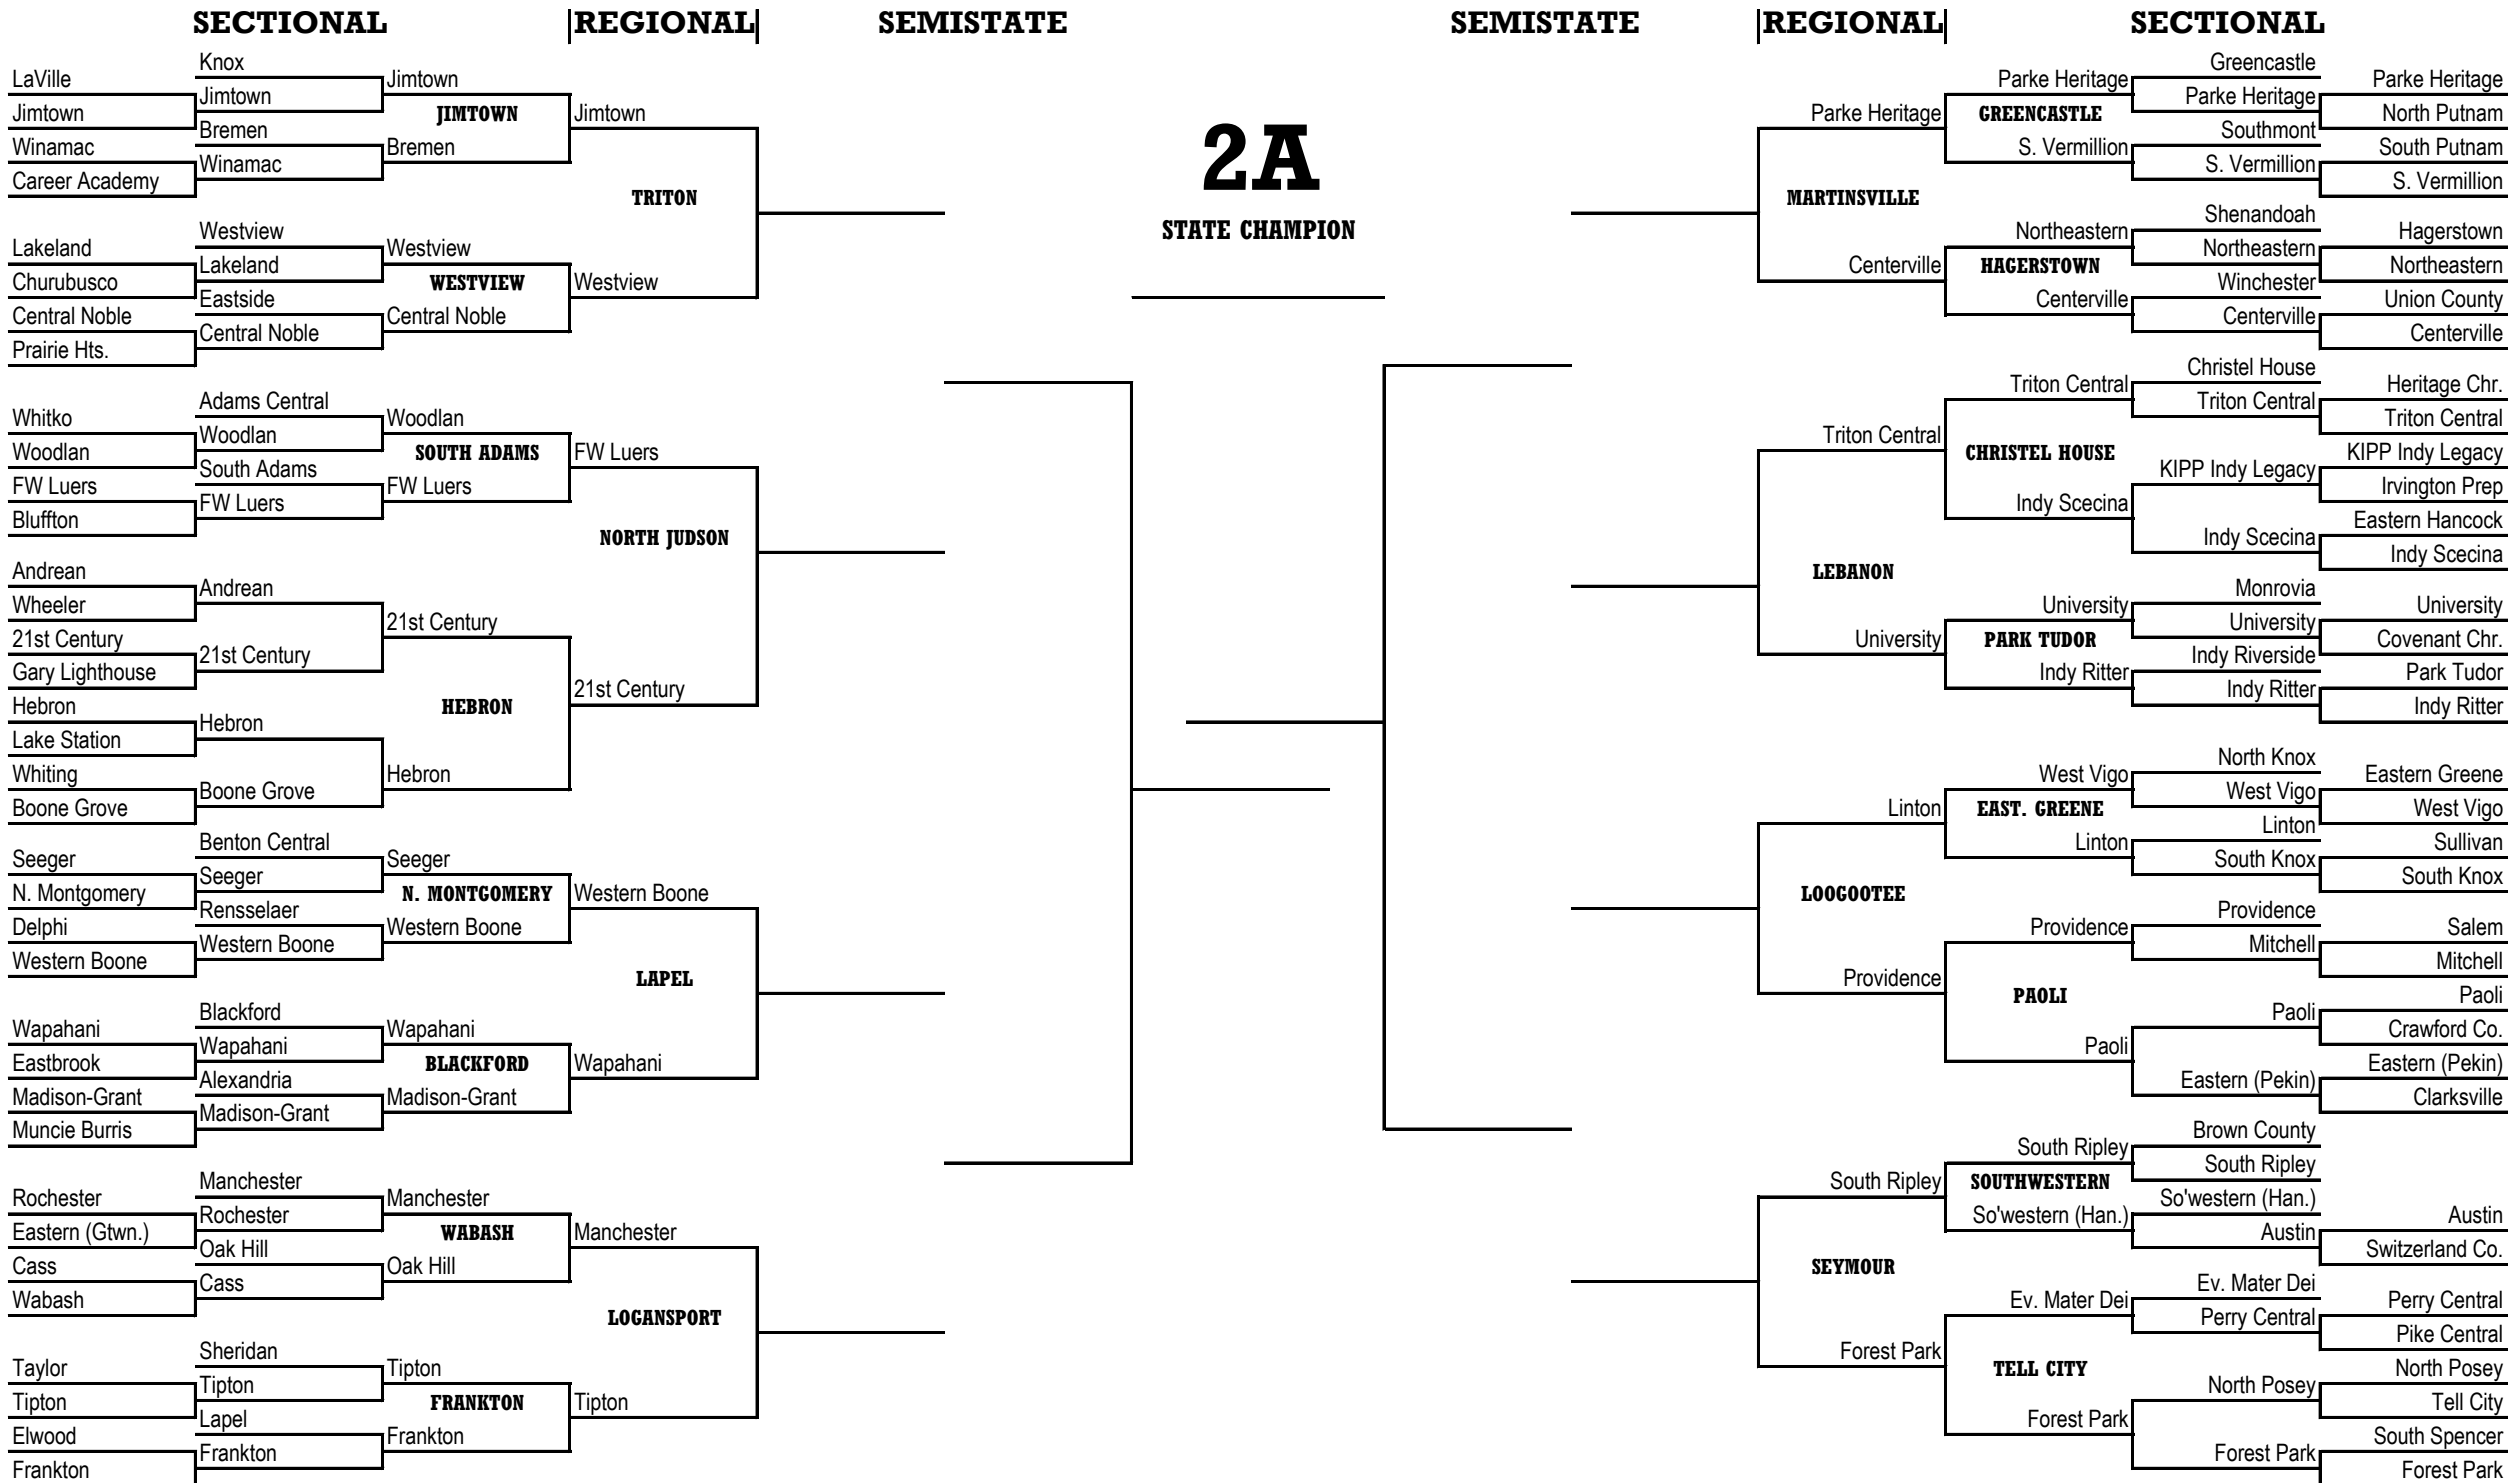 SECTIONAL
REGIONAL
SEMISTATE
SEMISTATE
REGIONAL
SECTIONAL
2A
STATE CHAMPION
LaVille
Jimtown
Winamac
Career Academy
Knox
Jimtown
Bremen
Winamac
Jimtown
JIMTOWN
Bremen
Jimtown
TRITON
Lakeland
Churubusco
Central Noble
Prairie Hts.
Westview
Lakeland
Eastside
Central Noble
Westview
WESTVIEW
Central Noble
Westview
Whitko
Woodlan
FW Luers
Bluffton
Adams Central
Woodlan
South Adams
FW Luers
Woodlan
SOUTH ADAMS
FW Luers
FW Luers
NORTH JUDSON
Andrean
Wheeler
21st Century
Gary Lighthouse
Hebron
Lake Station
Whiting
Boone Grove
Andrean
21st Century
Hebron
Boone Grove
21st Century
HEBRON
Hebron
21st Century
Seeger
N. Montgomery
Delphi
Western Boone
Benton Central
Seeger
Rensselaer
Western Boone
Seeger
N. MONTGOMERY
Western Boone
Western Boone
LAPEL
Wapahani
Eastbrook
Madison-Grant
Muncie Burris
Blackford
Wapahani
Alexandria
Madison-Grant
Wapahani
BLACKFORD
Madison-Grant
Wapahani
Rochester
Eastern (Gtwn.)
Cass
Wabash
Manchester
Rochester
Oak Hill
Cass
Manchester
WABASH
Oak Hill
Manchester
LOGANSPORT
Taylor
Tipton
Elwood
Frankton
Sheridan
Tipton
Lapel
Frankton
Tipton
FRANKTON
Frankton
Tipton
Parke Heritage
MARTINSVILLE
Parke Heritage
GREENCASTLE
S. Vermillion
Greencastle
Parke Heritage
Southmont
S. Vermillion
Parke Heritage
North Putnam
South Putnam
S. Vermillion
Centerville
Northeastern
HAGERSTOWN
Centerville
Shenandoah
Northeastern
Winchester
Centerville
Hagerstown
Northeastern
Union County
Centerville
Triton Central
LEBANON
Triton Central
CHRISTEL HOUSE
Indy Scecina
Christel House
Triton Central
KIPP Indy Legacy
Indy Scecina
Heritage Chr.
Triton Central
KIPP Indy Legacy
Irvington Prep
Eastern Hancock
Indy Scecina
University
University
PARK TUDOR
Indy Ritter
Monrovia
University
Indy Riverside
Indy Ritter
University
Covenant Chr.
Park Tudor
Indy Ritter
Linton
LOOGOOTEE
West Vigo
EAST. GREENE
Linton
North Knox
West Vigo
Linton
South Knox
Eastern Greene
West Vigo
Sullivan
South Knox
Providence
Providence
PAOLI
Paoli
Providence
Mitchell
Paoli
Eastern (Pekin)
Salem
Mitchell
Paoli
Crawford Co.
Eastern (Pekin)
Clarksville
South Ripley
SEYMOUR
South Ripley
SOUTHWESTERN
So'western (Han.)
Brown County
South Ripley
So'western (Han.)
Austin
Austin
Switzerland Co.
Forest Park
Ev. Mater Dei
TELL CITY
Forest Park
Ev. Mater Dei
Perry Central
North Posey
Forest Park
Perry Central
Pike Central
North Posey
Tell City
South Spencer
Forest Park